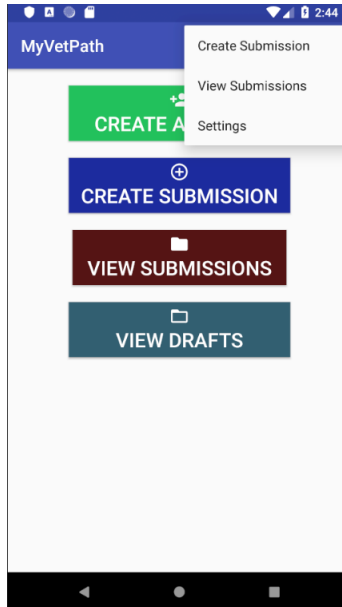 2:44
MyVetPath
Create Submission
View Submissions
Settings
CREATE A
CREATE SUBMISSION
VIEW SUBMISSIONS
VIEW DRAFTS